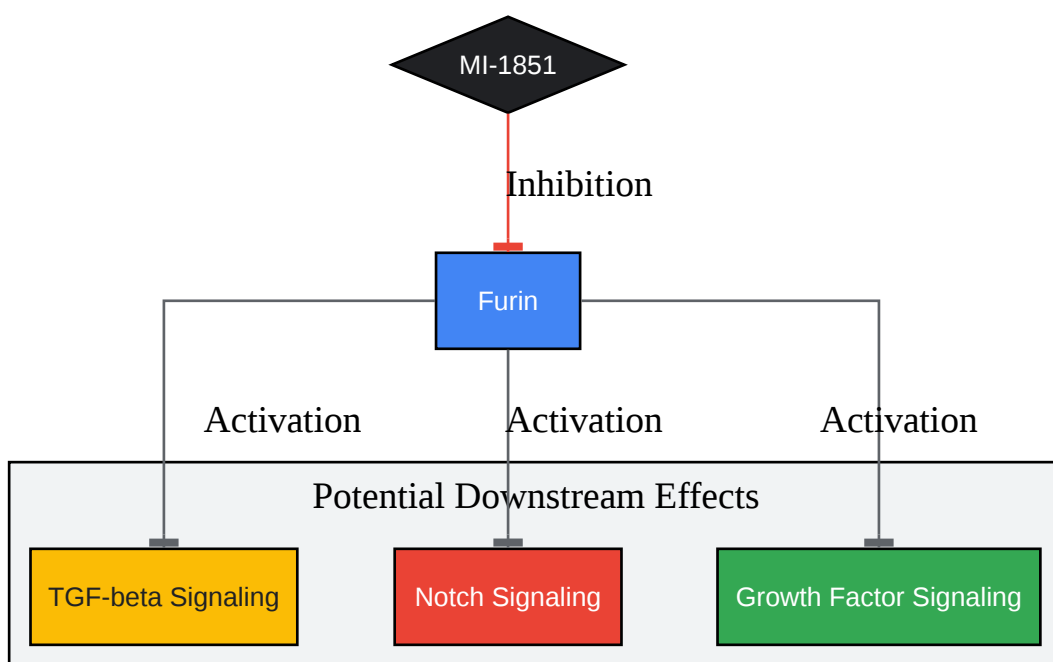 MI-1851
Inhibition
Furin
Activation
Activation
Activation
Potential Downstream Effects
TGF-beta Signaling
Notch Signaling
Growth Factor Signaling